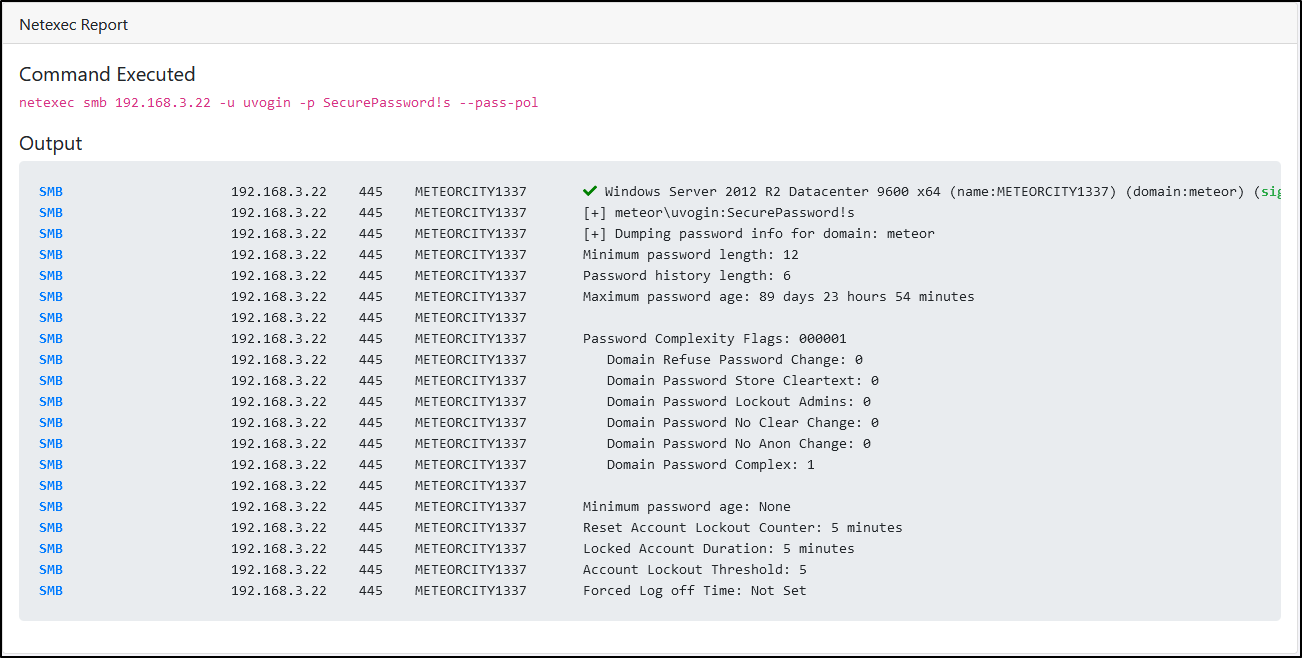 Netexec Report
Command Executed
netexec smb 192.168.3.22 -u uvogin -p SecurePassword!s --pass-pol
Output
SMB 192.168.3.22 445 METEORCITY1337 ✔ Windows Server 2012 R2 Datacenter 9600 x64 (name:METEORCITY1337) (domain:meteor) (sig
SMB 192.168.3.22 445 METEORCITY1337 [+] meteor\uvogin:SecurePassword!s
SMB 192.168.3.22 445 METEORCITY1337 [+] Dumping password info for domain: meteor
SMB 192.168.3.22 445 METEORCITY1337 Minimum password length: 12
SMB 192.168.3.22 445 METEORCITY1337 Password history length: 6
SMB 192.168.3.22 445 METEORCITY1337 Maximum password age: 89 days 23 hours 54 minutes
SMB 192.168.3.22 445 METEORCITY1337
SMB 192.168.3.22 445 METEORCITY1337 Password Complexity Flags: 000001
SMB 192.168.3.22 445 METEORCITY1337 Domain Refuse Password Change: 0
SMB 192.168.3.22 445 METEORCITY1337 Domain Password Store Cleartext: 0
SMB 192.168.3.22 445 METEORCITY1337 Domain Password Lockout Admins: 0
SMB 192.168.3.22 445 METEORCITY1337 Domain Password No Clear Change: 0
SMB 192.168.3.22 445 METEORCITY1337 Domain Password No Anon Change: 0
SMB 192.168.3.22 445 METEORCITY1337 Domain Password Complex: 1
SMB 192.168.3.22 445 METEORCITY1337
SMB 192.168.3.22 445 METEORCITY1337 Minimum password age: None
SMB 192.168.3.22 445 METEORCITY1337 Reset Account Lockout Counter: 5 minutes
SMB 192.168.3.22 445 METEORCITY1337 Locked Account Duration: 5 minutes
SMB 192.168.3.22 445 METEORCITY1337 Account Lockout Threshold: 5
SMB 192.168.3.22 445 METEORCITY1337 Forced Log off Time: Not Set